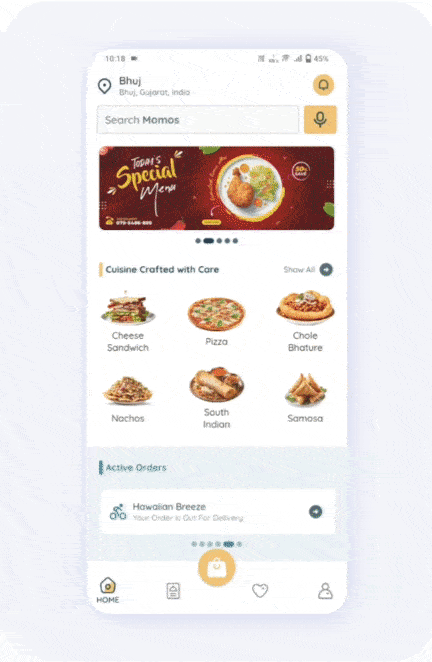 10:18
45%
Bhuj
Bhuj, Gujarat, India
Search Momos
TODAY'S
Special
Menu
50%
Cuisine Crafted with Care
Show All
Cheese
Sandwich
Pizza
Chole
Bhature
Nachos
South
Indian
Samosa
Active Orders
Hawaiian Breeze
Your Order Is Out For Delivery
HOME